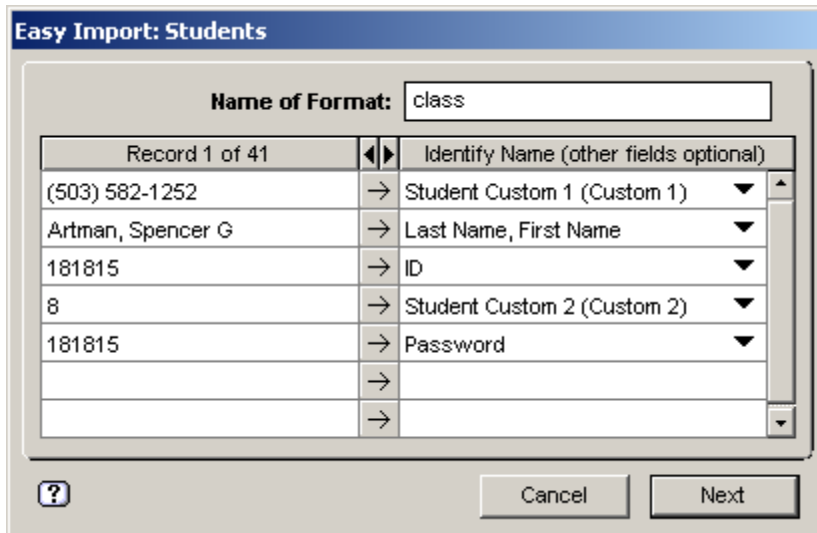 Easy Import: Students
Name of Format: class
Record 1 of 41 Identify Name (other fields optional)
(503) 582-1252 → Student Custom 1 (Custom 1)
Artman, Spencer G → Last Name, First Name
181815 → ID
8 → Student Custom 2 (Custom 2)
181815 → Password
→
→
? Cancel Next